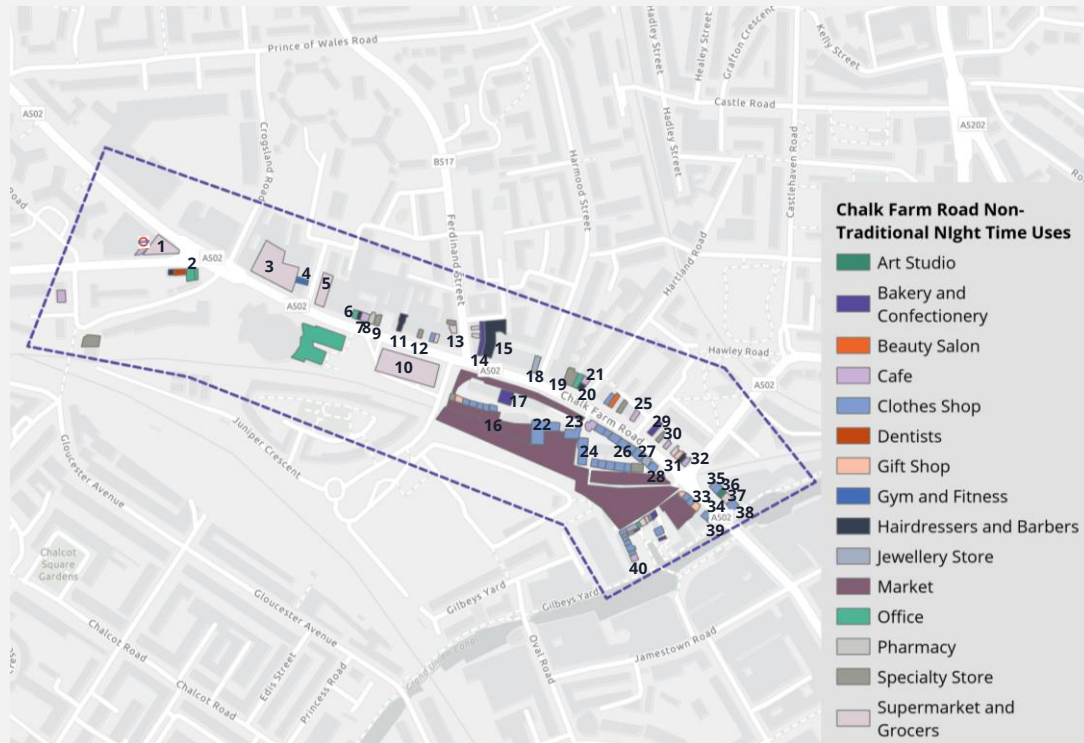 Prince of Wales Road
Hadley Street
Healey Street
Grafton Crescent
Kelly Street
Castle Road
A502
Crogsland Road
B517
Harmood Street
Hadley Street
Castlehaven Road
A5202
Road
Ferdinand Street
Hartland Road
1
A502
2
3
4
5
A502
6
7
8
9
10
11
12
13
14
15
A502
16
17
18
19
20
21
Chalk Farm Road
22
23
24
25
26
27
28
29
30
31
32
33
34
35
36
37
38
A502
39
40
Hawley Road
A502
Juniper Crescent
Gloucester Avenue
Chalcot
Square
Gardens
Gloucester Avenue
Chalcot Road
Chalcot Road
Edis Street
Princess Road
Gilbeys Yard
Gilbeys Yard
Oval Road
Jamestown Road
Chalk Farm Road Non-
Traditional NIght Time Uses
Art Studio
Bakery and
Confectionery
Beauty Salon
Cafe
Clothes Shop
Dentists
Gift Shop
Gym and Fitness
Hairdressers and Barbers
Jewellery Store
Market
Office
Pharmacy
Specialty Store
Supermarket and
Grocers